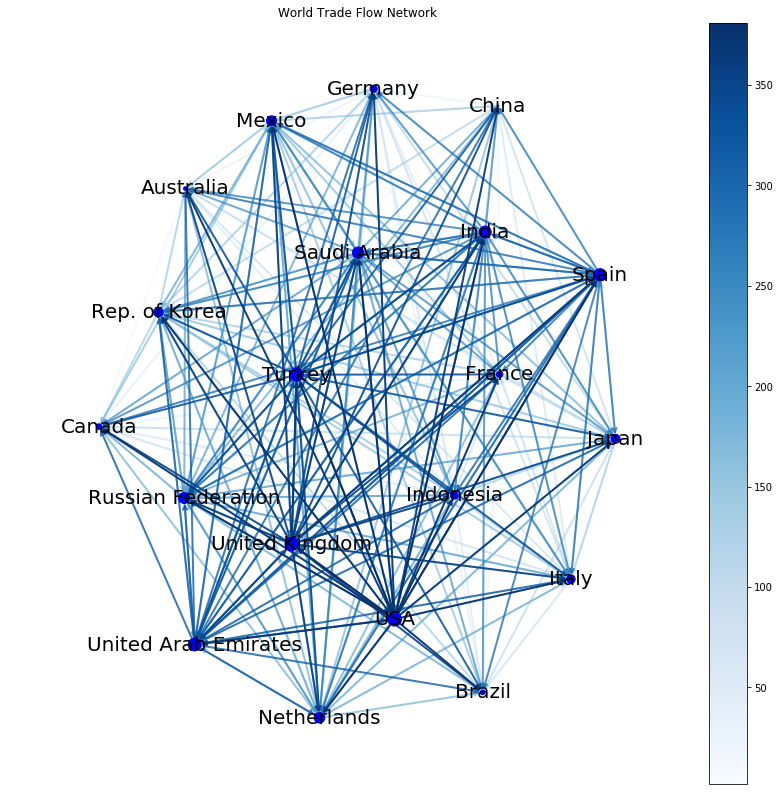 World Trade Flow Network
Germany
China
Mexico
Australia
India
Saudi Arabia
Spain
Rep. of Korea
Turkey
France
Canada
Japan
Russian Federation
Indonesia
United Kingdom
Italy
USA
United Arab Emirates
Brazil
Netherlands
350
300
250
200
150
100
50